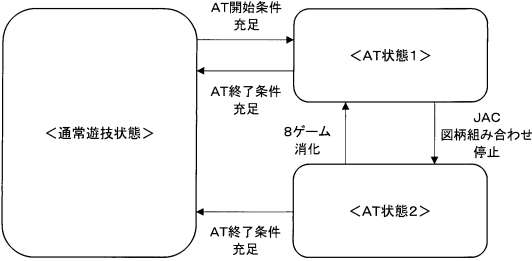 AT開始条件
充足
＜AT状態1＞
AT終了条件
充足
＜通常遊技状態＞
8ゲーム
消化
JAC
図柄組み合わせ
停止
＜AT状態2＞
AT終了条件
充足